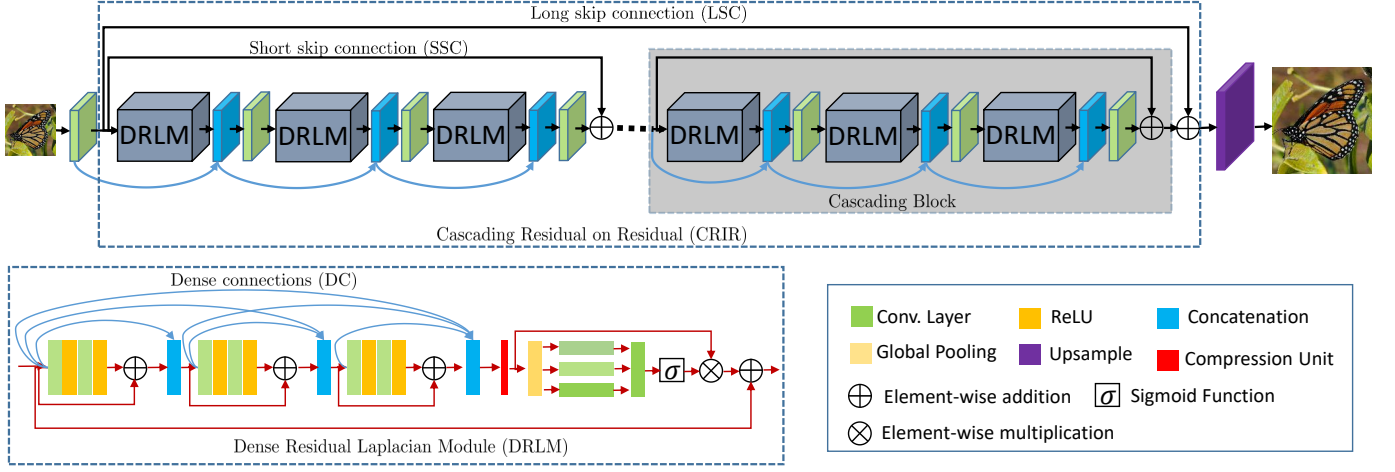 Long skip connection (LSC)
Short skip connection (SSC)
DRLM DRLM DRLM DRLM DRLM DRLM
Cascading Block
Cascading Residual on Residual (CRIR)
Dense connections (DC)
σ
Dense Residual Laplacian Module (DRLM)
Conv. Layer ReLU Concatenation
Global Pooling Upsample Compression Unit
Element-wise addition σ Sigmoid Function
Element-wise multiplication